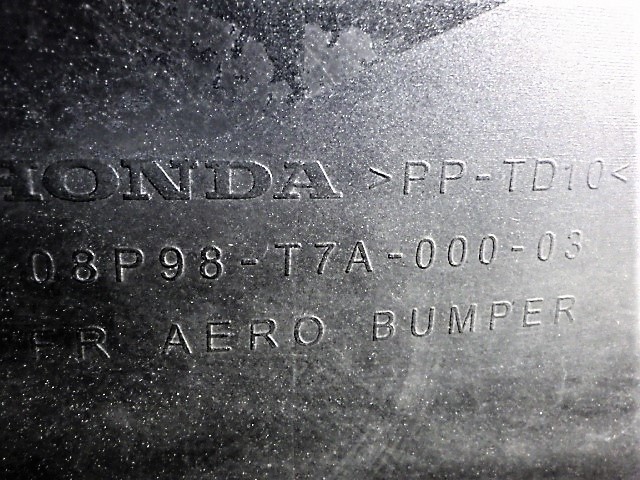 HONDA >PP-TD10<
08P98-T7A-000-03
FR AERO BUMPER